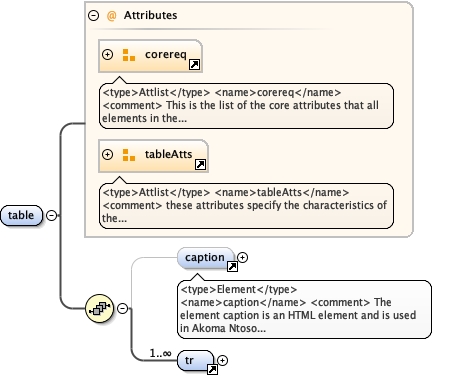 @ Attributes
corereq
<type>Attlist</type> <name>corereq</name>
<comment> This is the list of the core attributes that all
elements in the...
tableAtts
<type>Attlist</type> <name>tableAtts</name>
<comment> these attributes specify the characteristics of
the...
table
caption
<type>Element</type>
<name>caption</name> <comment> The
element caption is an HTML element and is used
in Akoma Ntoso...
1..∞
tr